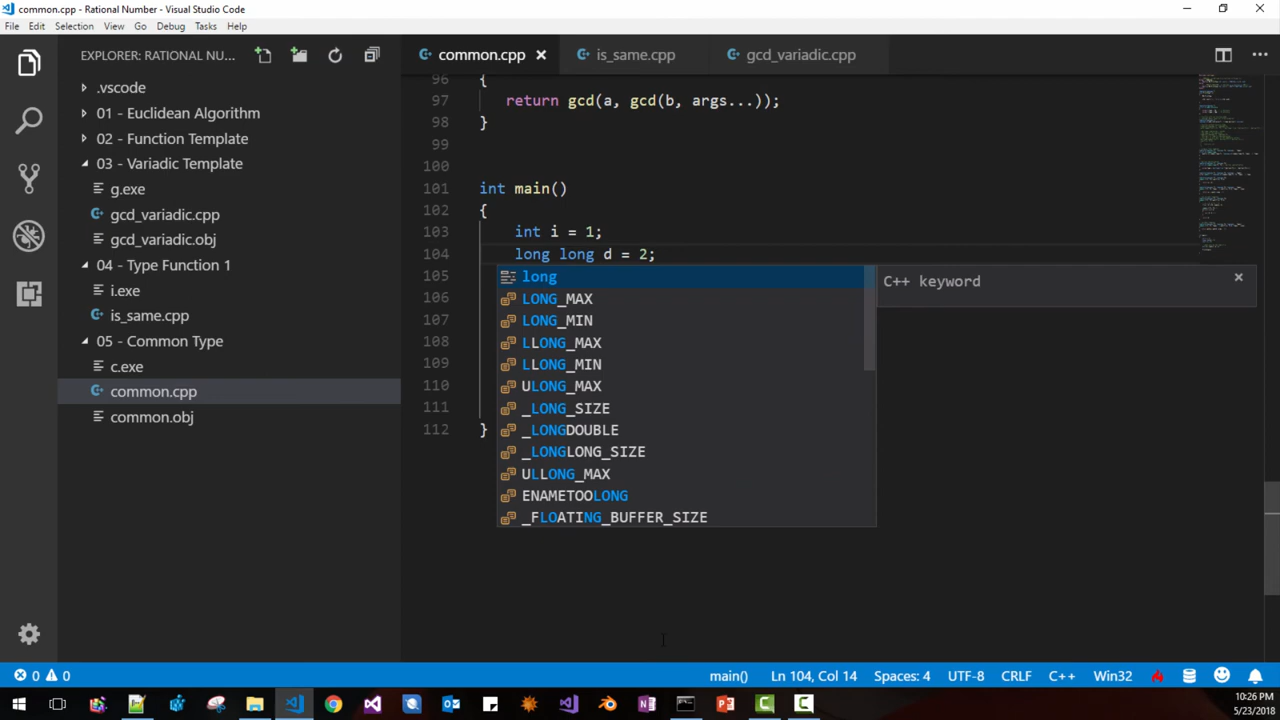 common.cpp - Rational Number - Visual Studio Code
File Edit Selection View Go Debug Tasks Help
EXPLORER: RATIONAL NU...
common.cpp
is_same.cpp
gcd_variadic.cpp
.vscode
01 - Euclidean Algorithm
02 - Function Template
03 - Variadic Template
g.exe
gcd_variadic.cpp
gcd_variadic.obj
04 - Type Function 1
i.exe
is_same.cpp
05 - Common Type
c.exe
common.cpp
common.obj
96 {
97 return gcd(a, gcd(b, args...));
98 }
99
100
101 int main()
102 {
103 int i = 1;
104 long long d = 2;
105
106
107
108
109
110
111
112 }
long
LONG_MAX
LONG_MIN
LLONG_MAX
LLONG_MIN
ULONG_MAX
_LONG_SIZE
_LONGDOUBLE
_LONGLONG_SIZE
ULLONG_MAX
ENAMETOOLONG
_FLOATING_BUFFER_SIZE
C++ keyword
0 0 main() Ln 104, Col 14 Spaces: 4 UTF-8 CRLF C++ Win32
10:26 PM
5/23/2018